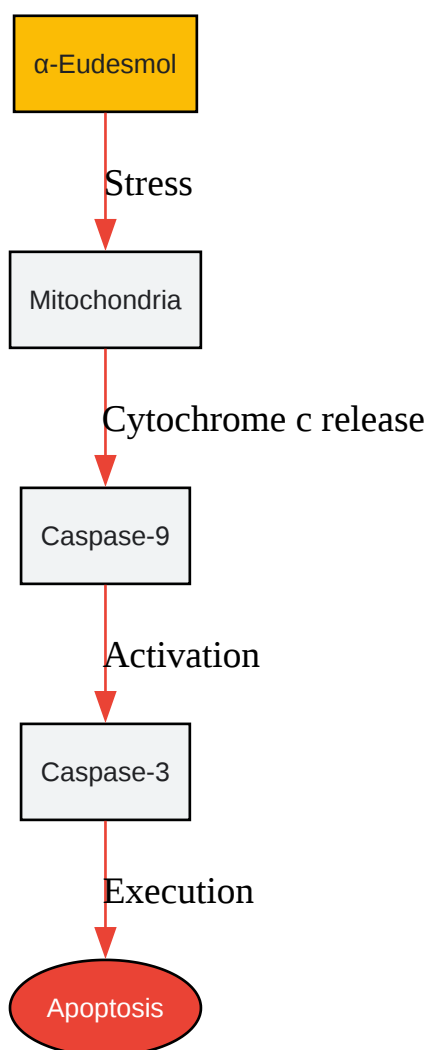 α-Eudesmol
Stress
Mitochondria
Cytochrome c release
Caspase-9
Activation
Caspase-3
Execution
Apoptosis